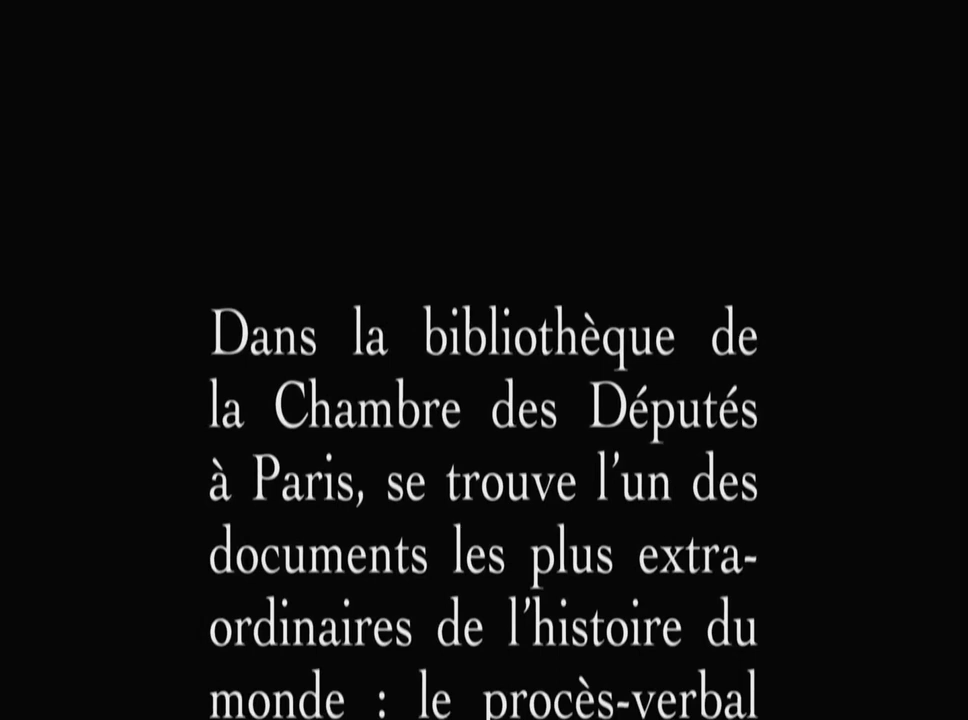 Dans la bibliothèque de
la Chambre des Députés
à Paris, se trouve l'un des
documents les plus extra-
ordinaires de l'histoire du
monde : le procès-verbal